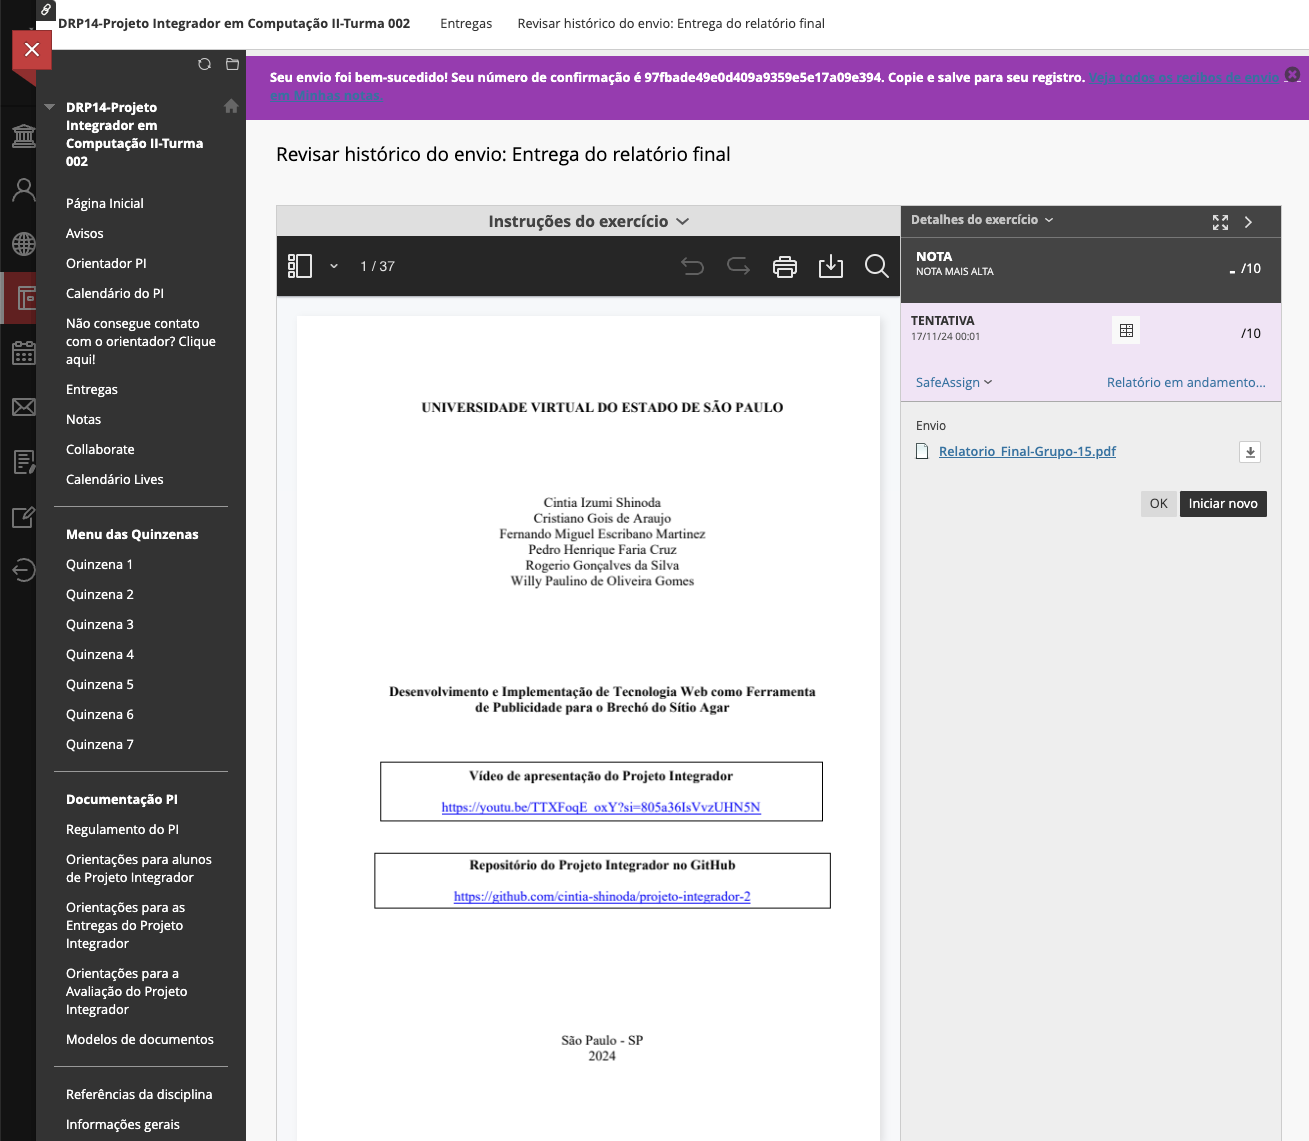 DRP14-Projeto Integrador em Computação II-Turma 002
Entregas
Revisar histórico do envio: Entrega do relatório final
Seu envio foi bem-sucedido! Seu número de confirmação é 97fbade49e0d409a9359e5e17a09e394. Copie e salve para seu registro. Veja todos os recibos de envio
em Minhas notas.
DRP14-Projeto
Integrador em
Computação II-Turma
002
Página Inicial
Avisos
Orientador PI
Calendário do PI
Não consegue contato
com o orientador? Clique
aqui!
Entregas
Notas
Collaborate
Calendário Lives
Menu das Quinzenas
Quinzena 1
Quinzena 2
Quinzena 3
Quinzena 4
Quinzena 5
Quinzena 6
Quinzena 7
Documentação PI
Regulamento do PI
Orientações para alunos
de Projeto Integrador
Orientações para as
Entregas do Projeto
Integrador
Orientações para a
Avaliação do Projeto
Integrador
Modelos de documentos
Referências da disciplina
Informações gerais
Revisar histórico do envio: Entrega do relatório final
Instruções do exercício
1 / 37
UNIVERSIDADE VIRTUAL DO ESTADO DE SÃO PAULO
Cintia Izumi Shinoda
Cristiano Gois de Araujo
Fernando Miguel Escribano Martinez
Pedro Henrique Faria Cruz
Rogerio Gonçalves da Silva
Willy Paulino de Oliveira Gomes
Desenvolvimento e Implementação de Tecnologia Web como Ferramenta
de Publicidade para o Brechó do Sítio Agar
Vídeo de apresentação do Projeto Integrador
https://youtu.be/TTXFoqE_oxY?si=805a36IsVvzUHN5N
Repositório do Projeto Integrador no GitHub
https://github.com/cintia-shinoda/projeto-integrador-2
São Paulo - SP
2024
Detalhes do exercício
NOTA
NOTA MAIS ALTA
- /10
TENTATIVA
17/11/24 00:01
/10
SafeAssign
Relatório em andamento...
Envio
Relatorio_Final-Grupo-15.pdf
OK
Iniciar novo